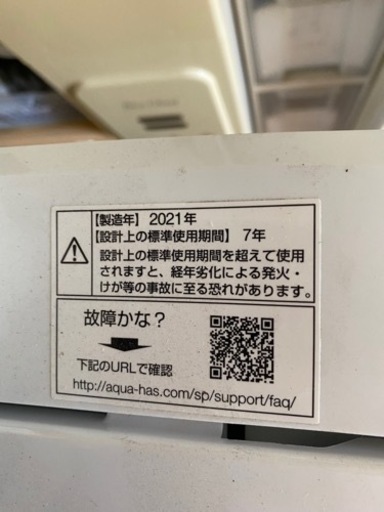 【製造年】 2021年
【設計上の標準使用期間】 7年
設計上の標準使用期間を超えて使用
されますと、経年劣化による発火・
けが等の事故に至る恐れがあります。
故障かな？
下記のURLで確認
http://aqua-has.com/sp/support/faq/